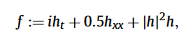 f := ih_t + 0.5h_{xx} + |h|^2h,